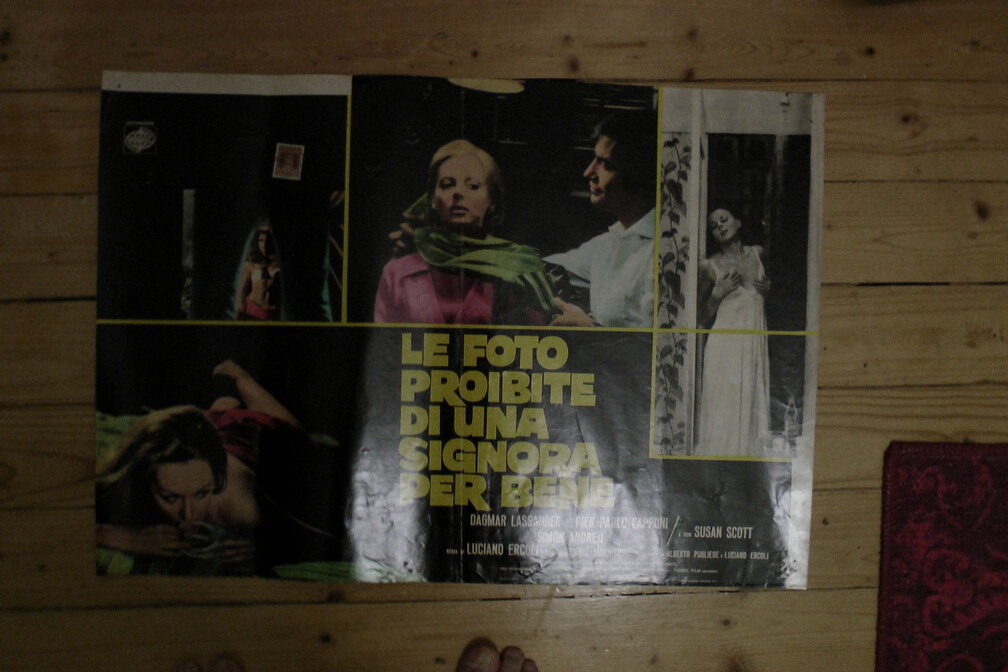 LE FOTO
PROIBITE
DI UNA
SIGNORA
PER BENE
DAGMAR LASSANDER PIER PAOLO CAPPONI /
SIMON ANDREU
SUSAN SCOTT
LUCIANO ERCOLI
ALBERTO PUGLIESE e LUCIANO ERCOLI